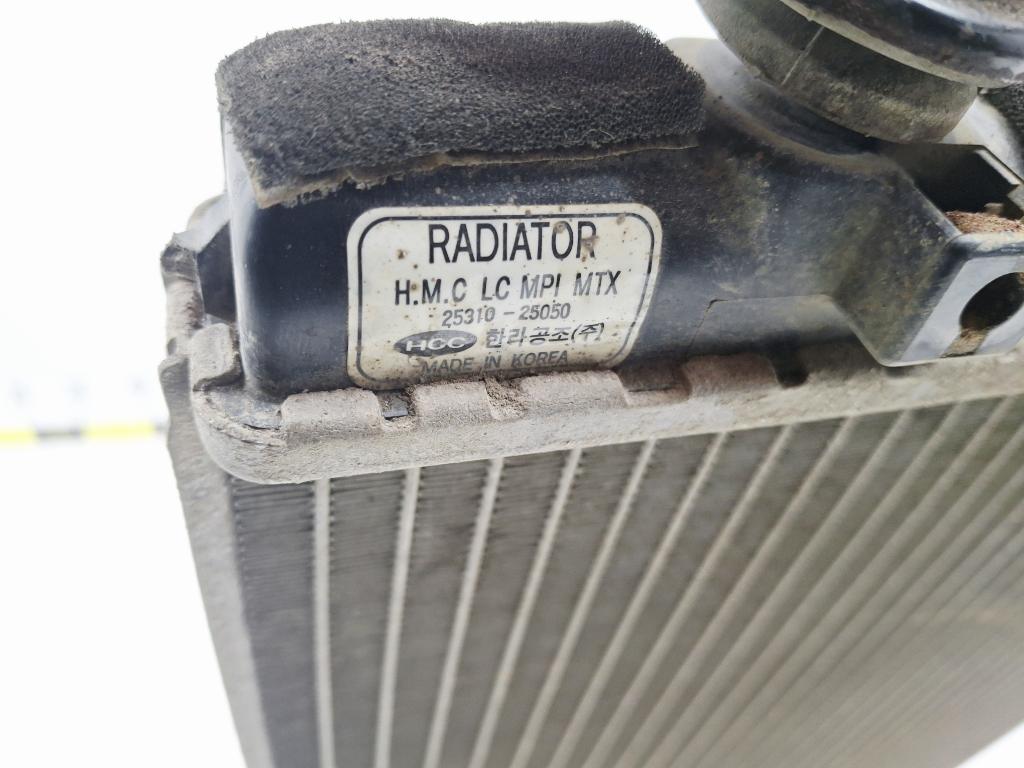 RADIATOR
H.M.C LC MPI MTX
25310-25050
HCC 한라공조(주)
MADE IN KOREA